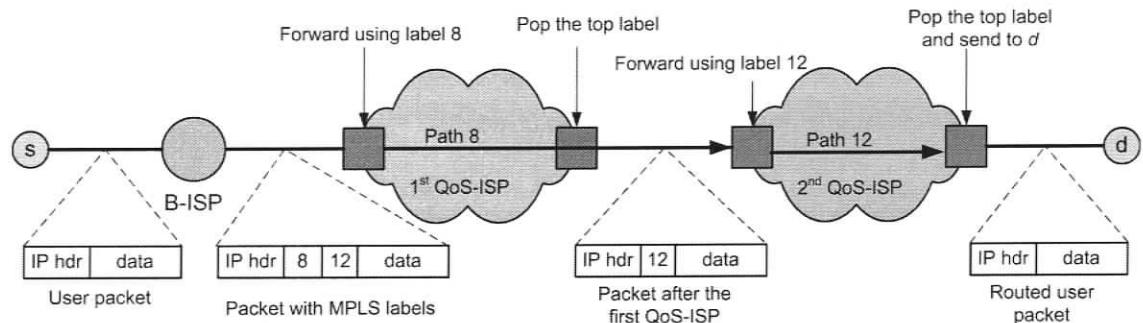 Forward using label 8
Pop the top label
Forward using label 12
Pop the top label
and send to d
s
B-ISP
Path 8
1st QoS-ISP
Path 12
2nd QoS-ISP
d
IP hdr data
User packet
IP hdr 8 12 data
Packet with MPLS labels
IP hdr 12 data
Packet after the
first QoS-ISP
IP hdr data
Routed user
packet